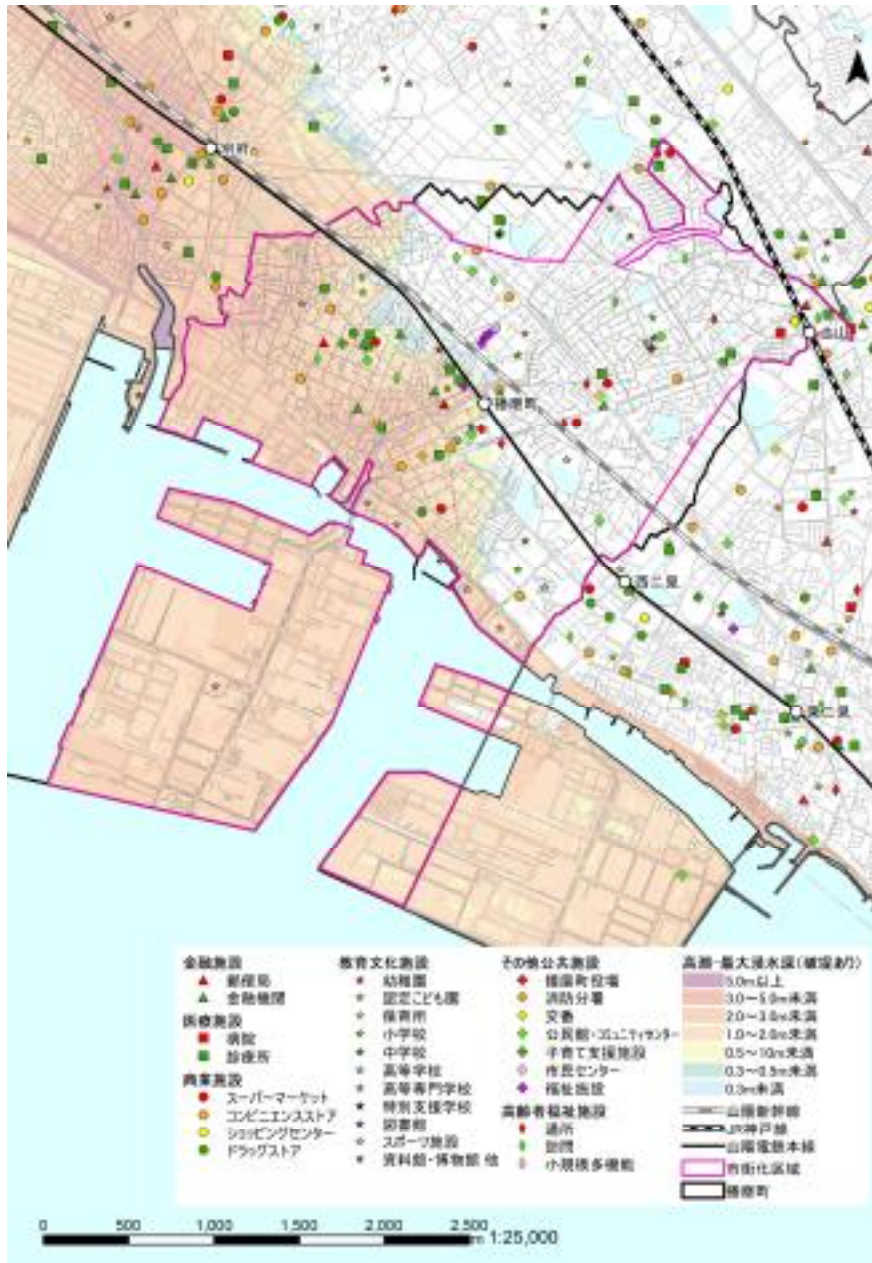 別府
土山
播磨町
西二見
東二見
金融施設
郵便局
金融機関
医療施設
病院
診療所
商業施設
スーパーマーケット
コンビニエンスストア
ショッピングセンター
ドラッグストア
教育文化施設
幼稚園
認定こども園
保育所
小学校
中学校
高等学校
高等専門学校
特別支援学校
図書館
スポーツ施設
資料館・博物館 他
その他公共施設
播磨町役場
消防分署
交番
公民館・コミュニティセンター
子育て支援施設
市民センター
福祉施設
高齢者福祉施設
通所
訪問
小規模多機能
高潮-最大浸水深(破堤あり)
5.0m以上
3.0~5.0m未満
2.0~3.0m未満
1.0~2.0m未満
0.5~10m未満
0.3~0.5m未満
0.3m未満
山陽新幹線
JR神戸線
山陽電鉄本線
市街化区域
播磨町
0 500 1,000 1,500 2,000 2,500
m 1:25,000